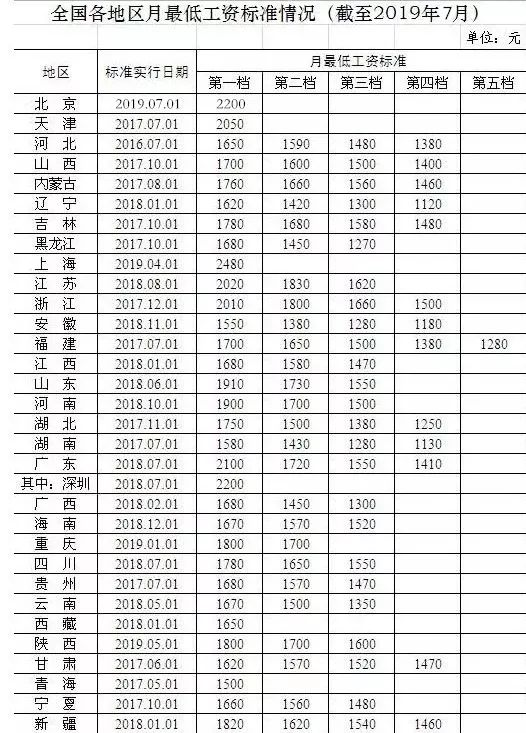 全国各地区月最低工资标准情况（截至2019年7月）
单位：元
地区 标准实行日期 月最低工资标准
第一档 第二档 第三档 第四档 第五档
北 京 2019.07.01 2200
天 津 2017.07.01 2050
河 北 2016.07.01 1650 1590 1480 1380
山 西 2017.10.01 1700 1600 1500 1400
内蒙古 2017.08.01 1760 1660 1560 1460
辽 宁 2018.01.01 1620 1420 1300 1120
吉 林 2017.10.01 1780 1680 1580 1480
黑龙江 2017.10.01 1680 1450 1270
上 海 2019.04.01 2480
江 苏 2018.08.01 2020 1830 1620
浙 江 2017.12.01 2010 1800 1660 1500
安 徽 2018.11.01 1550 1380 1280 1180
福 建 2017.07.01 1700 1650 1500 1380 1280
江 西 2018.01.01 1680 1580 1470
山 东 2018.06.01 1910 1730 1550
河 南 2018.10.01 1900 1700 1500
湖 北 2017.11.01 1750 1500 1380 1250
湖 南 2017.07.01 1580 1430 1280 1130
广 东 2018.07.01 2100 1720 1550 1410
其中：深圳 2018.07.01 2200
广 西 2018.02.01 1680 1450 1300
海 南 2018.12.01 1670 1570 1520
重 庆 2019.01.01 1800 1700
四 川 2018.07.01 1780 1650 1550
贵 州 2017.07.01 1680 1570 1470
云 南 2018.05.01 1670 1500 1350
西 藏 2018.01.01 1650
陕 西 2019.05.01 1800 1700 1600
甘 肃 2017.06.01 1620 1570 1520 1470
青 海 2017.05.01 1500
宁 夏 2017.10.01 1660 1560 1480
新 疆 2018.01.01 1820 1620 1540 1460